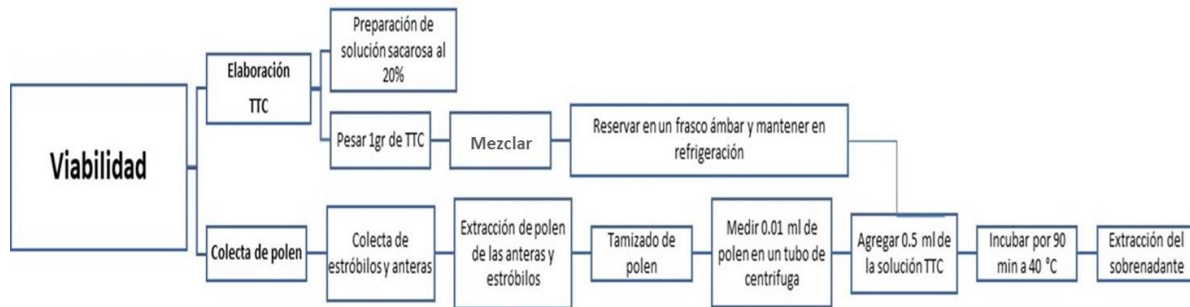 Viabilidad
Elaboración
TTC
Preparación de
solución sacarosa al
20%
Pesar 1gr de TTC
Mezclar
Reservar en un frasco ámbar y mantener en
refrigeración
Colecta de polen
Colecta de
estróbilos y anteras
Extracción de polen
de las anteras y
estróbilos
Tamizado de
polen
Medir 0.01 ml de
polen en un tubo de
centrifuga
Agregar 0.5 ml de
la solución TTC
Incubar por 90
min a 40 °C
Extracción del
sobrenadante